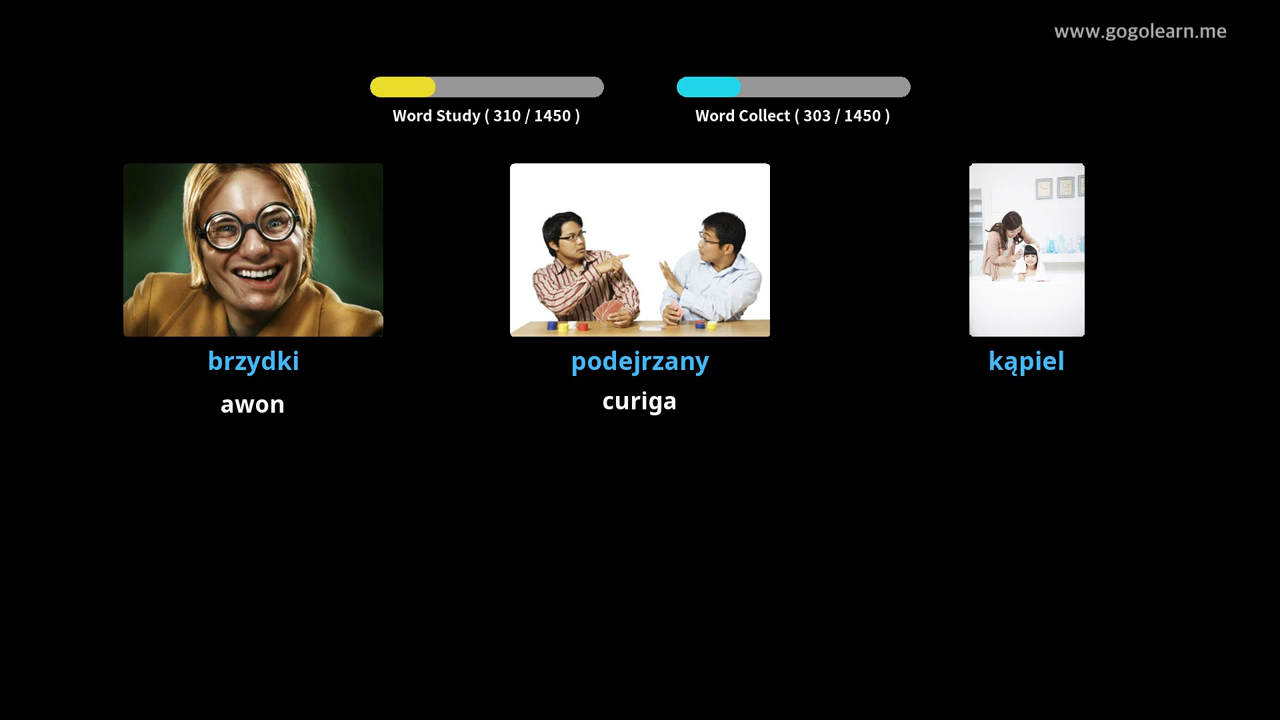 www.gogolearn.me
Word Study ( 310 / 1450 )
Word Collect ( 303 / 1450 )
brzydki
podejrzany
kąpiel
awon
curiga